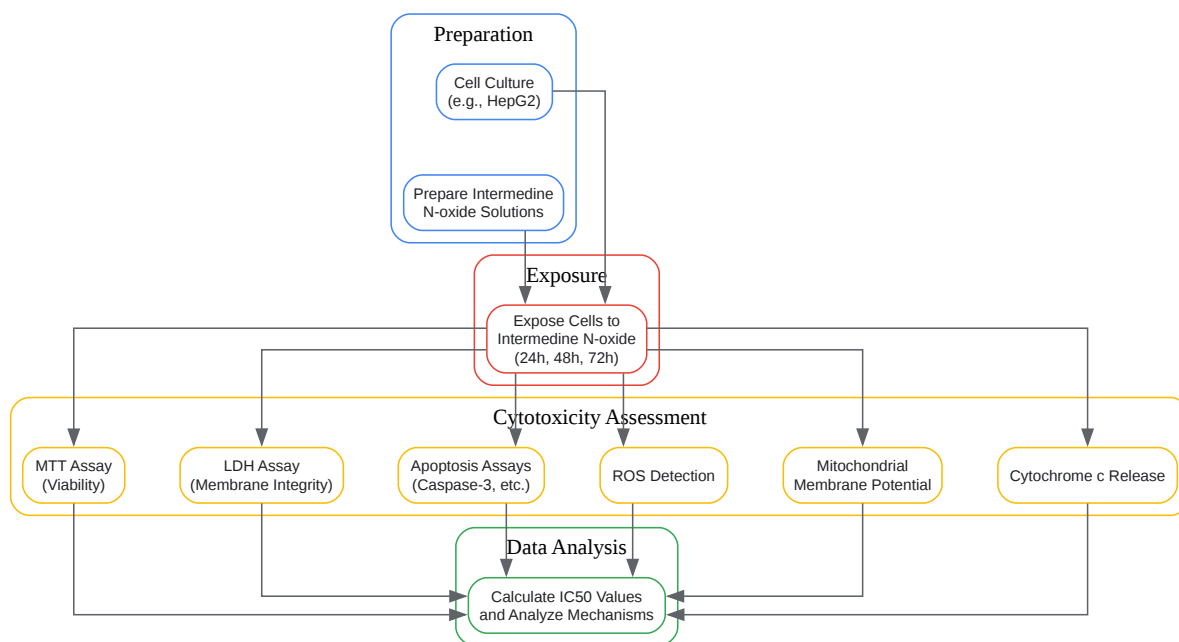 Preparation
Cell Culture
(e.g., HepG2)
Prepare Intermedine
N-oxide Solutions
Exposure
Expose Cells to
Intermedine N-oxide
(24h, 48h, 72h)
Cytotoxicity Assessment
MTT Assay
(Viability)
LDH Assay
(Membrane Integrity)
Apoptosis Assays
(Caspase-3, etc.)
ROS Detection
Mitochondrial
Membrane Potential
Cytochrome c Release
Data Analysis
Calculate IC50 Values
and Analyze Mechanisms